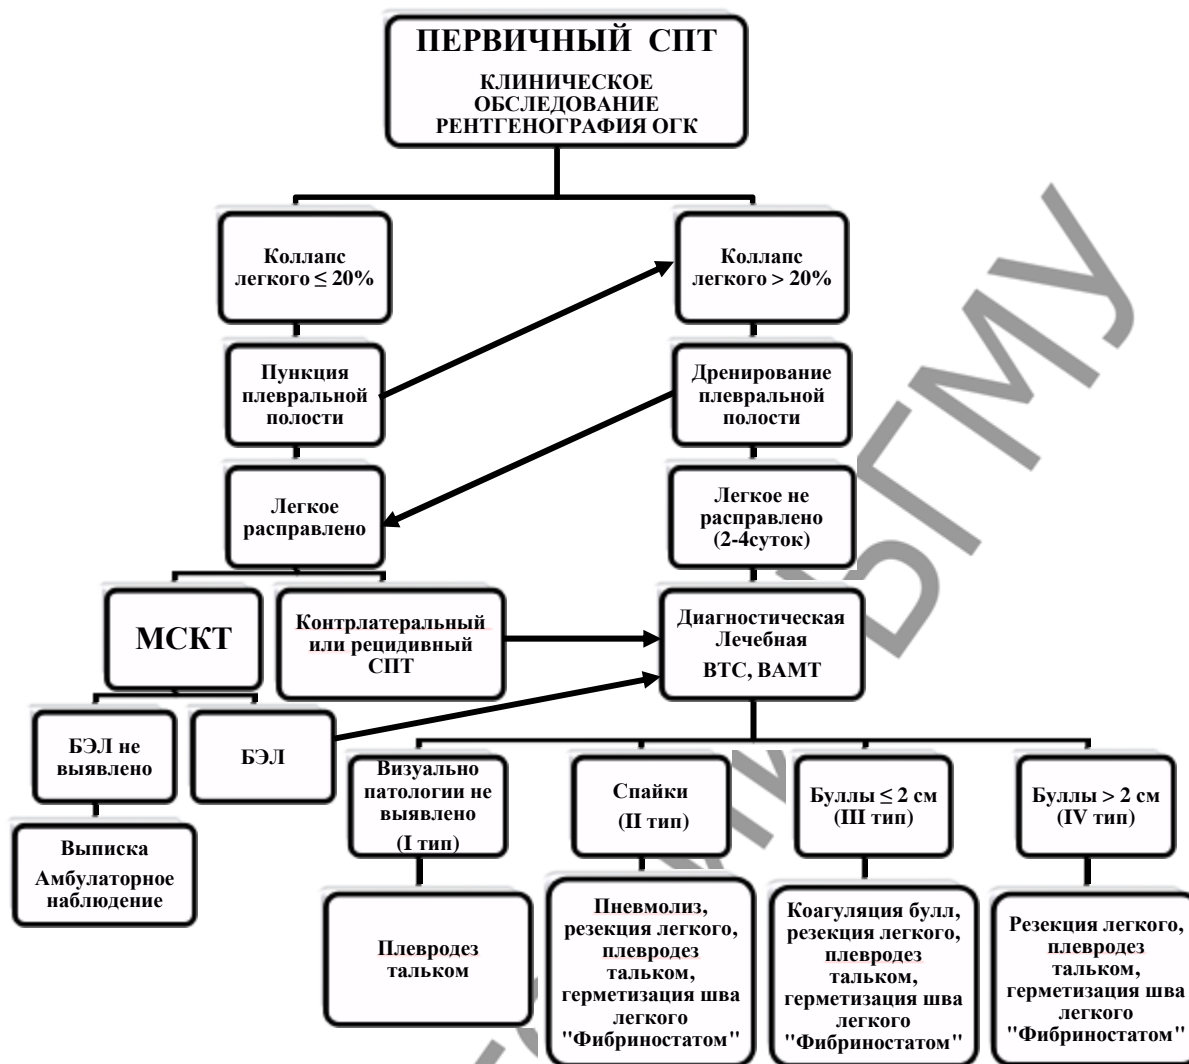 ПЕРВИЧНЫЙ СПТ
КЛИНИЧЕСКОЕ
ОБСЛЕДОВАНИЕ
РЕНТГЕНОГРАФИЯ ОГК
Коллапс
легкого ≤ 20%
Коллапс
легкого > 20%
Пункция
плевральной
полости
Дренирование
плевральной
полости
Легкое
расправлено
Легкое не
расправлено
(2-4суток)
МСКТ
Контрлатеральный
или рецидивный
СПТ
Диагностическая
Лечебная
ВТС, ВАМТ
БЭЛ не
выявлено
БЭЛ
Визуально
патологии не
выявлено
(I тип)
Спайки
(II тип)
Буллы ≤ 2 см
(III тип)
Буллы > 2 см
(IV тип)
Выписка
Амбулаторное
наблюдение
Плевродез
тальком
Пневмолиз,
резекция легкого,
плевродез
тальком,
герметизация шва
легкого
"Фибриностатом"
Коагуляция булл,
резекция легкого,
плевродез
тальком,
герметизация шва
легкого
"Фибриностатом"
Резекция легкого,
плевродез
тальком,
герметизация шва
легкого
"Фибриностатом"
БГМУ